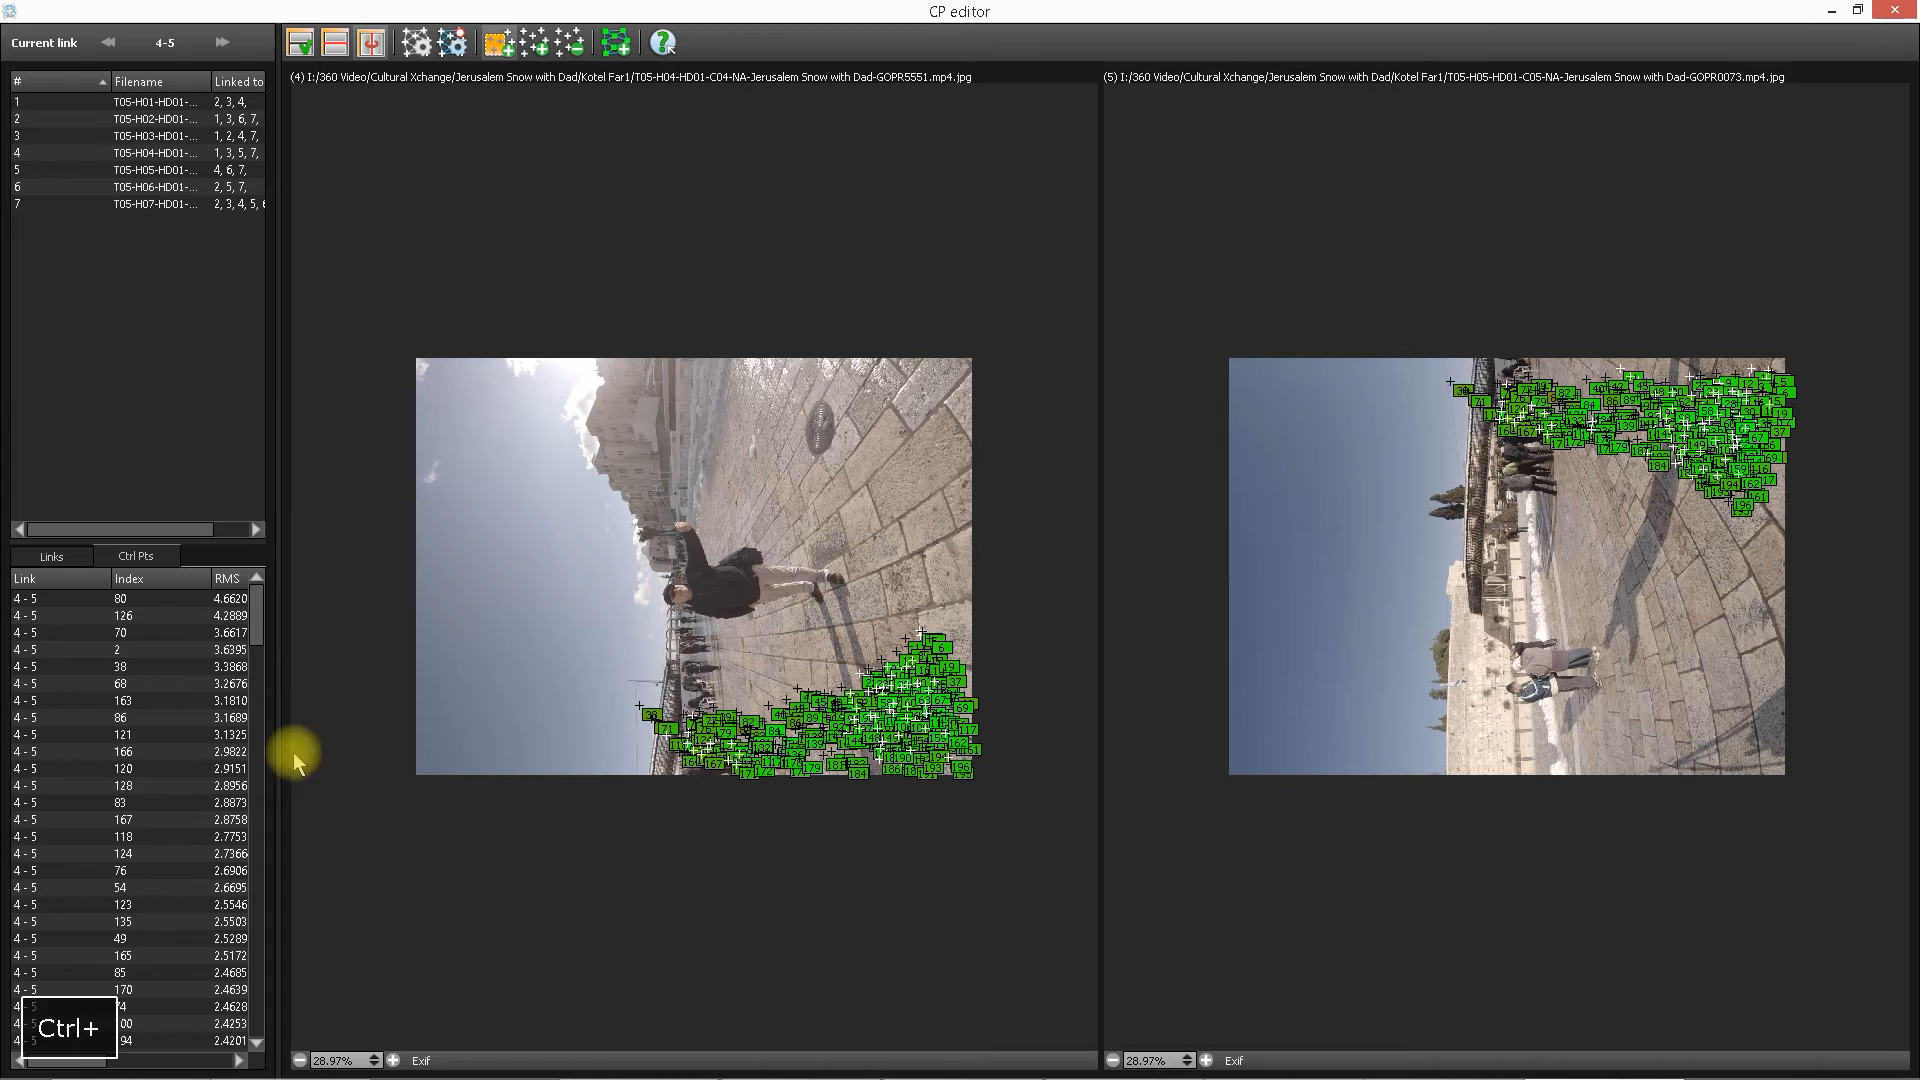 CP editor
Current link 4-5
(4) I:/360 Video/Cultural Xchange/Jerusalem Snow with Dad/Kotel Far1/T05-H04-HD01-C04-NA-Jerusalem Snow with Dad-GOPR5551.mp4.jpg
(5) I:/360 Video/Cultural Xchange/Jerusalem Snow with Dad/Kotel Far1/T05-H05-HD01-C05-NA-Jerusalem Snow with Dad-GOPR0073.mp4.jpg
# Filename Linked to
1 T05-H01-HD01-... 2, 3, 4,
2 T05-H02-HD01-... 1, 3, 6, 7,
3 T05-H03-HD01-... 1, 2, 4, 7,
4 T05-H04-HD01-... 1, 3, 5, 7,
5 T05-H05-HD01-... 4, 6, 7,
6 T05-H06-HD01-... 2, 5, 7,
7 T05-H07-HD01-... 2, 3, 4, 5, 6
Links Ctrl Pts
Link Index RMS
4 - 5 80 4.6620
4 - 5 126 4.2889
4 - 5 70 3.6617
4 - 5 2 3.6395
4 - 5 38 3.3868
4 - 5 68 3.2676
4 - 5 163 3.1810
4 - 5 86 3.1689
4 - 5 121 3.1325
4 - 5 166 2.9822
4 - 5 120 2.9151
4 - 5 128 2.8956
4 - 5 83 2.8873
4 - 5 167 2.8758
4 - 5 118 2.7753
4 - 5 124 2.7366
4 - 5 76 2.6906
4 - 5 54 2.6695
4 - 5 123 2.5546
4 - 5 135 2.5503
4 - 5 49 2.5289
4 - 5 165 2.5172
4 - 5 85 2.4685
4 - 5 170 2.4639
4 74 2.4628
4 00 2.4253
4 94 2.4201
Ctrl+
28.97% Exif
28.97% Exif